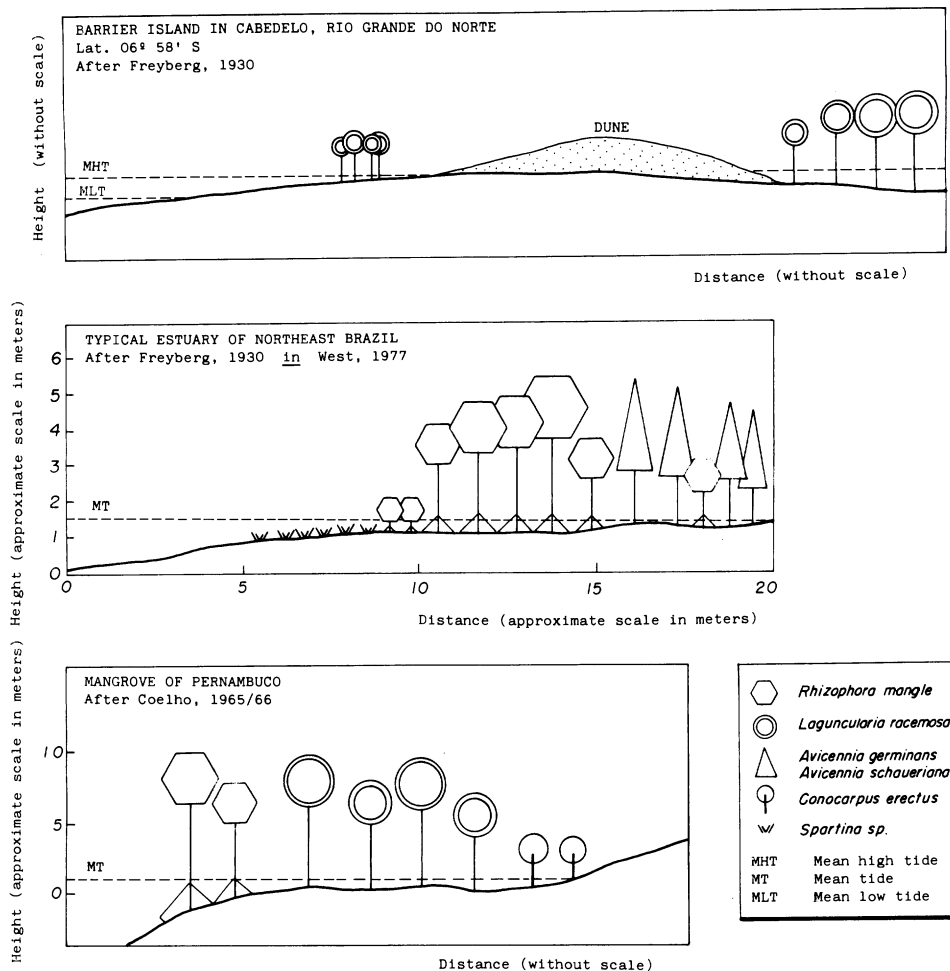 BARRIER ISLAND IN CABEDELO, RIO GRANDE DO NORTE
Lat. 06º 58' S
After Freyberg, 1930
Height (without scale)
DUNE
MHT
MLT
Distance (without scale)
TYPICAL ESTUARY OF NORTHEAST BRAZIL
After Freyberg, 1930 in West, 1977
Height (approximate scale in meters)
6
5
4
3
2
1
0
MT
0 5 10 15 20
Distance (approximate scale in meters)
MANGROVE OF PERNAMBUCO
After Coelho, 1965/66
Height (approximate scale in meters)
10
5
0
MT
Distance (without scale)
Rhizophora mangle
Laguncularia racemosa
Avicennia germinans
Avicennia schaueriana
Conocarpus erectus
Spartina sp.
MHT Mean high tide
MT Mean tide
MLT Mean low tide